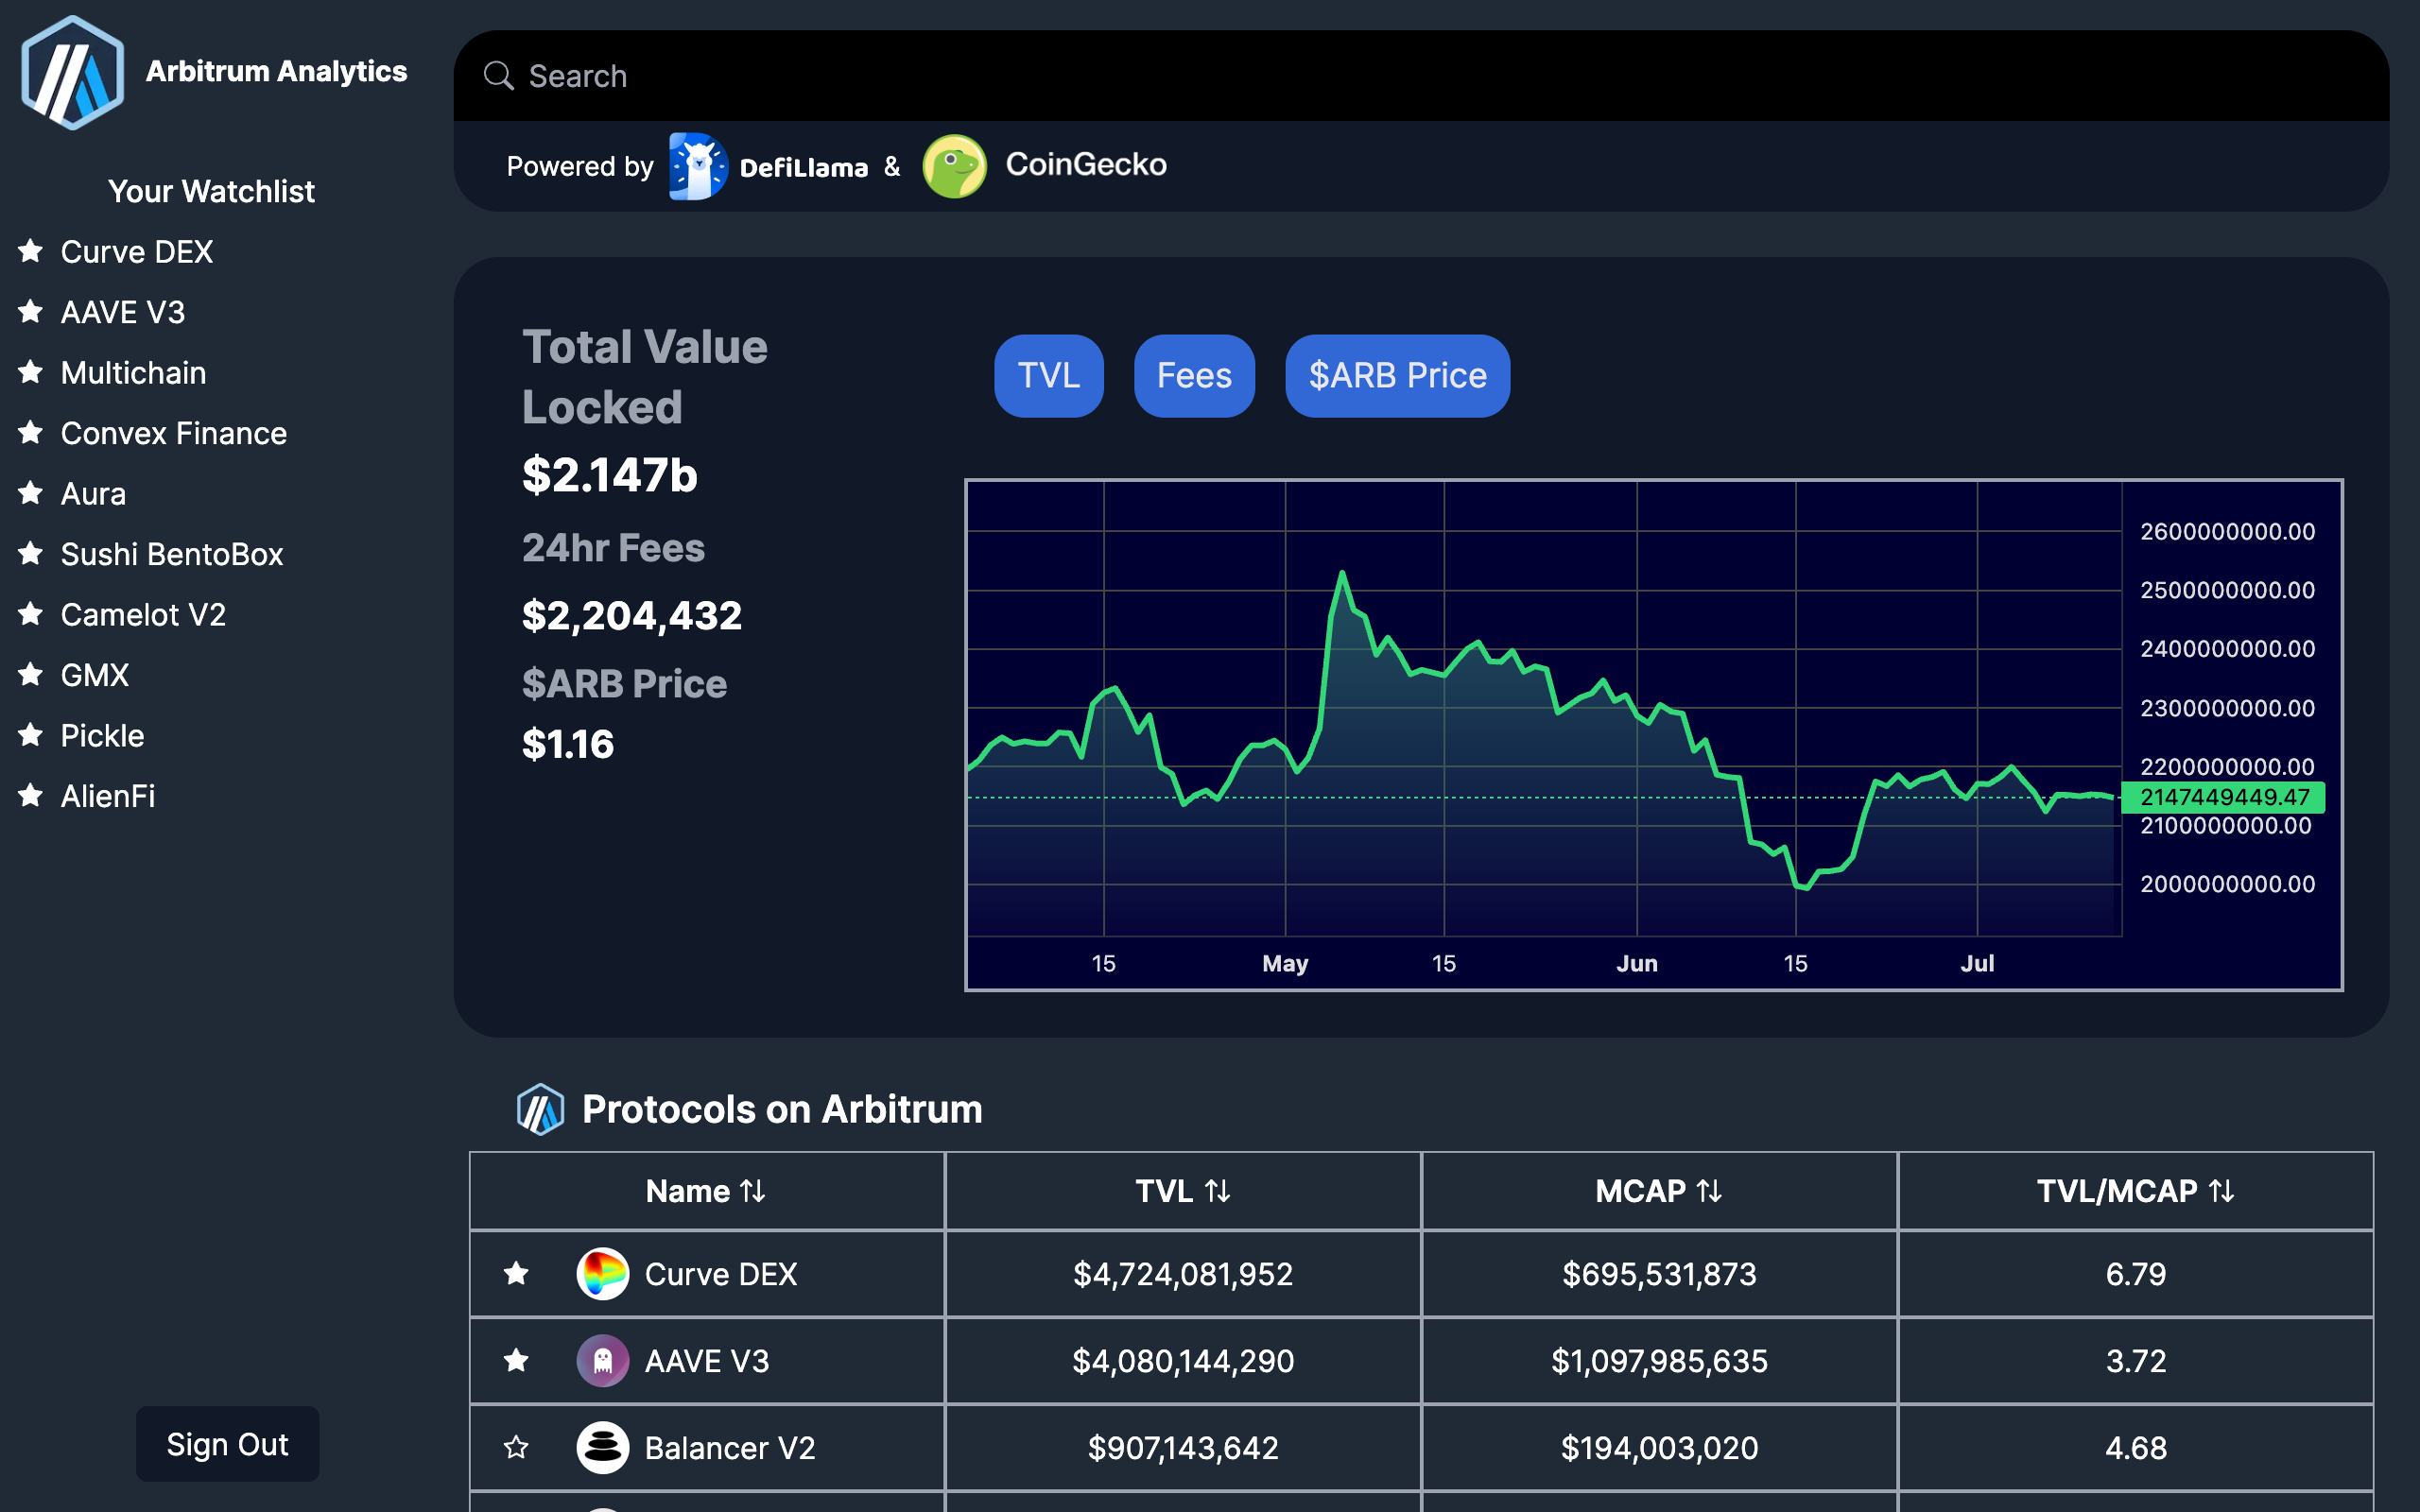 Arbitrum Analytics
Your Watchlist
Curve DEX
AAVE V3
Multichain
Convex Finance
Aura
Sushi BentoBox
Camelot V2
GMX
Pickle
AlienFi
Sign Out
Search
Powered by DefiLlama & CoinGecko
Total Value
Locked
$2.147b
24hr Fees
$2,204,432
$ARB Price
$1.16
TVL Fees $ARB Price
2600000000.00
2500000000.00
2400000000.00
2300000000.00
2200000000.00
2147449449.47
2100000000.00
2000000000.00
15 May 15 Jun 15 Jul
Protocols on Arbitrum
Name TVL MCAP TVL/MCAP
Curve DEX $4,724,081,952 $695,531,873 6.79
AAVE V3 $4,080,144,290 $1,097,985,635 3.72
Balancer V2 $907,143,642 $194,003,020 4.68